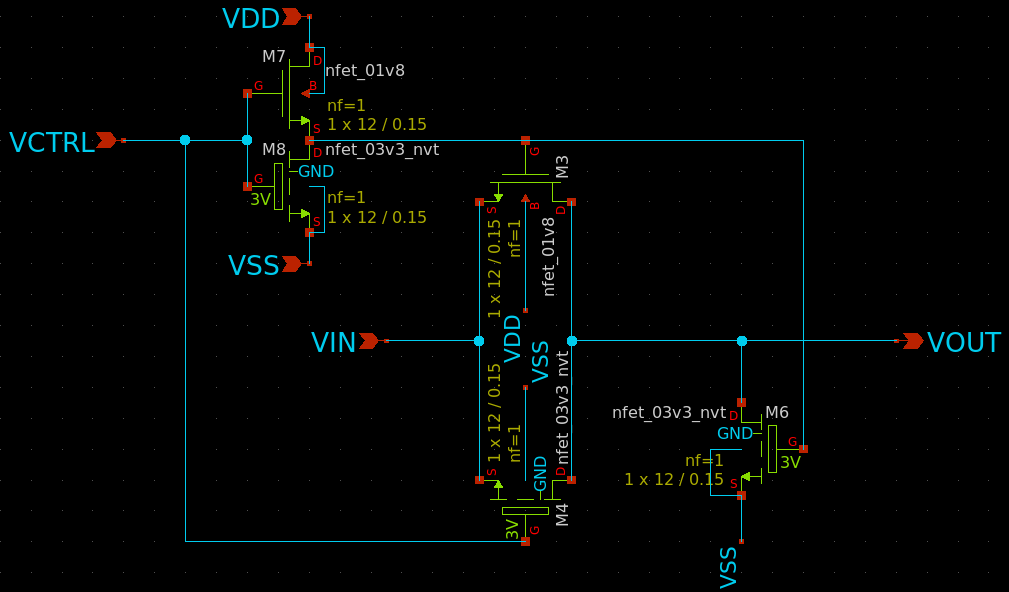 VDD
M7
D
nfet_01v8
G
B
nf=1
S
1 x 12 / 0.15
VCTRL
M8
D
nfet_03v3_nvt
GND
G
3V
nf=1
S
1 x 12 / 0.15
VSS
G
M3
S
B
D
1 x 12 / 0.15
nf=1
nfet_01v8
VDD
VIN
VSS
VOUT
1 x 12 / 0.15
nf=1
nfet_03v3_nvt
GND
S
D
3V
G
M4
nfet_03v3_nvt
D
M6
GND
G
nf=1
3V
1 x 12 / 0.15
S
VSS